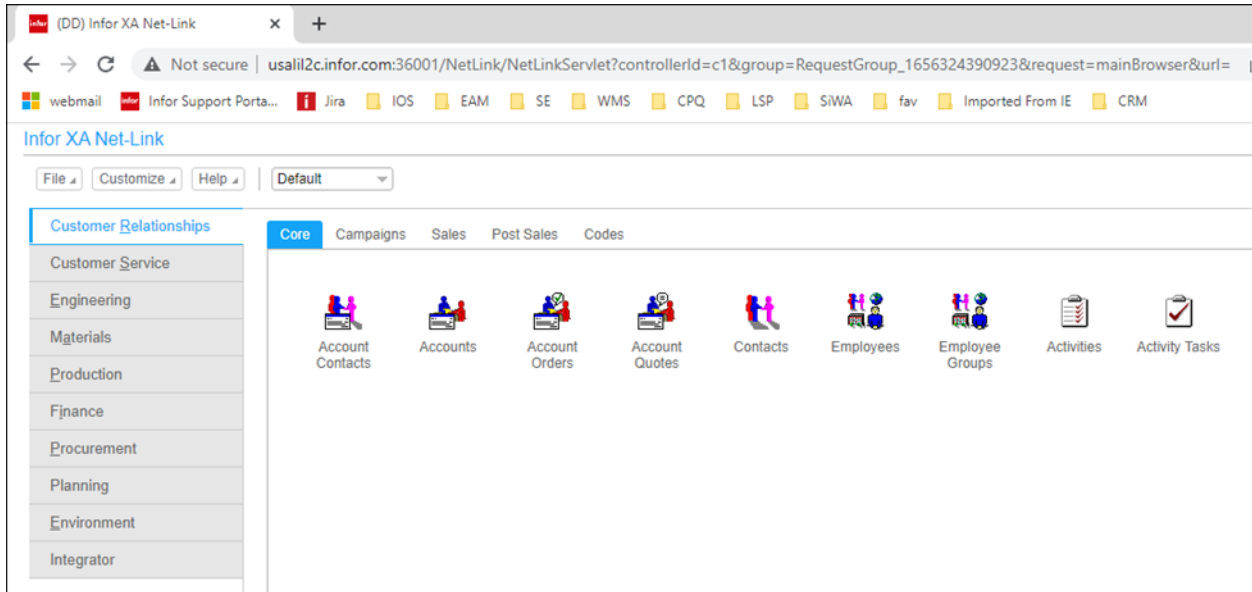 infor (DD) Infor XA Net-Link
Not secure usalil2c.infor.com:36001/NetLink/NetLinkServlet?controllerId=c1&group=RequestGroup_1656324390923&request=mainBrowser&url=
webmail infor Infor Support Porta... Jira IOS EAM SE WMS CPQ LSP SiWA fav Imported From IE CRM
Infor XA Net-Link
File Customize Help Default
Customer Relationships
Customer Service
Engineering
Materials
Production
Finance
Procurement
Planning
Environment
Integrator
Core Campaigns Sales Post Sales Codes
Account Contacts
Accounts
Account Orders
Account Quotes
Contacts
Employees
Employee Groups
Activities
Activity Tasks